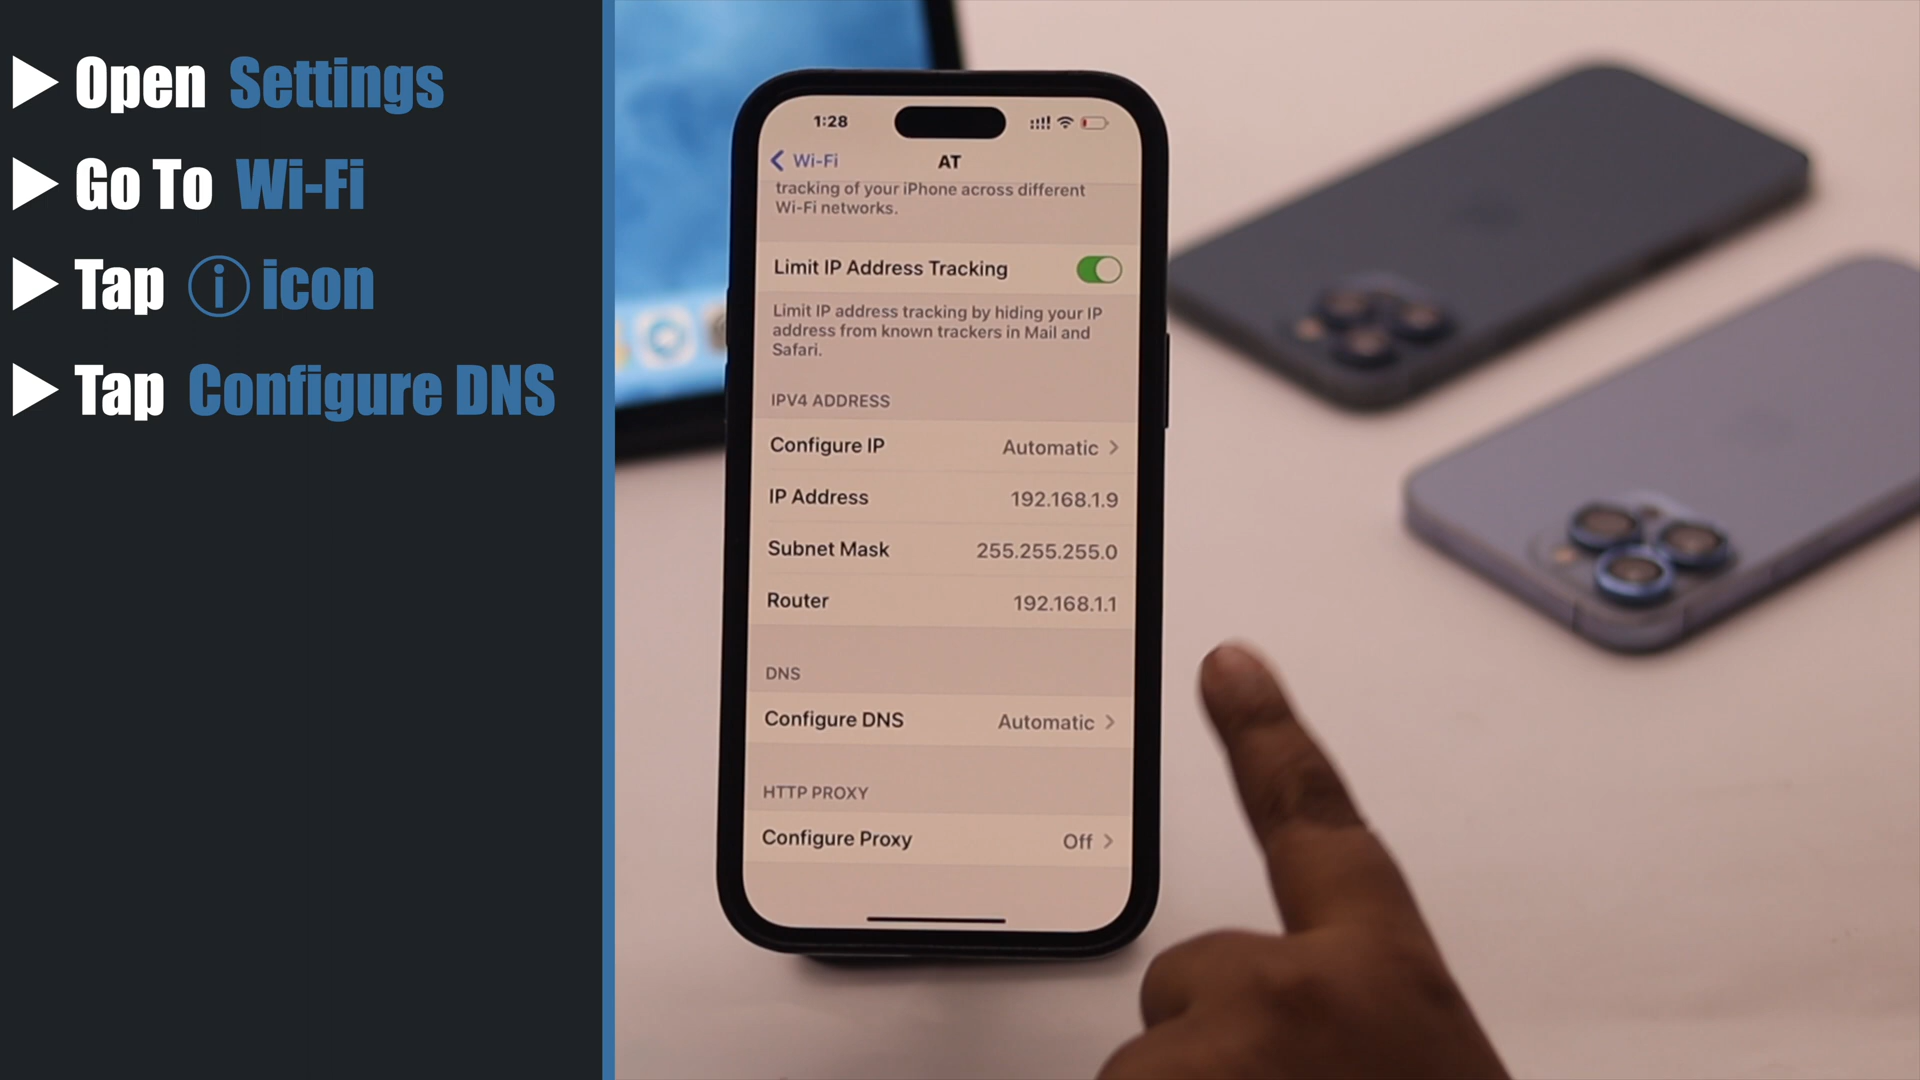 Open Settings
Go To Wi-Fi
Tap ⓘ icon
Tap Configure DNS
1:28
Wi-Fi
AT
tracking of your iPhone across different
Wi-Fi networks.
Limit IP Address Tracking
Limit IP address tracking by hiding your IP
address from known trackers in Mail and
Safari.
IPV4 ADDRESS
Configure IP Automatic
IP Address 192.168.1.9
Subnet Mask 255.255.255.0
Router 192.168.1.1
DNS
Configure DNS Automatic
HTTP PROXY
Configure Proxy Off